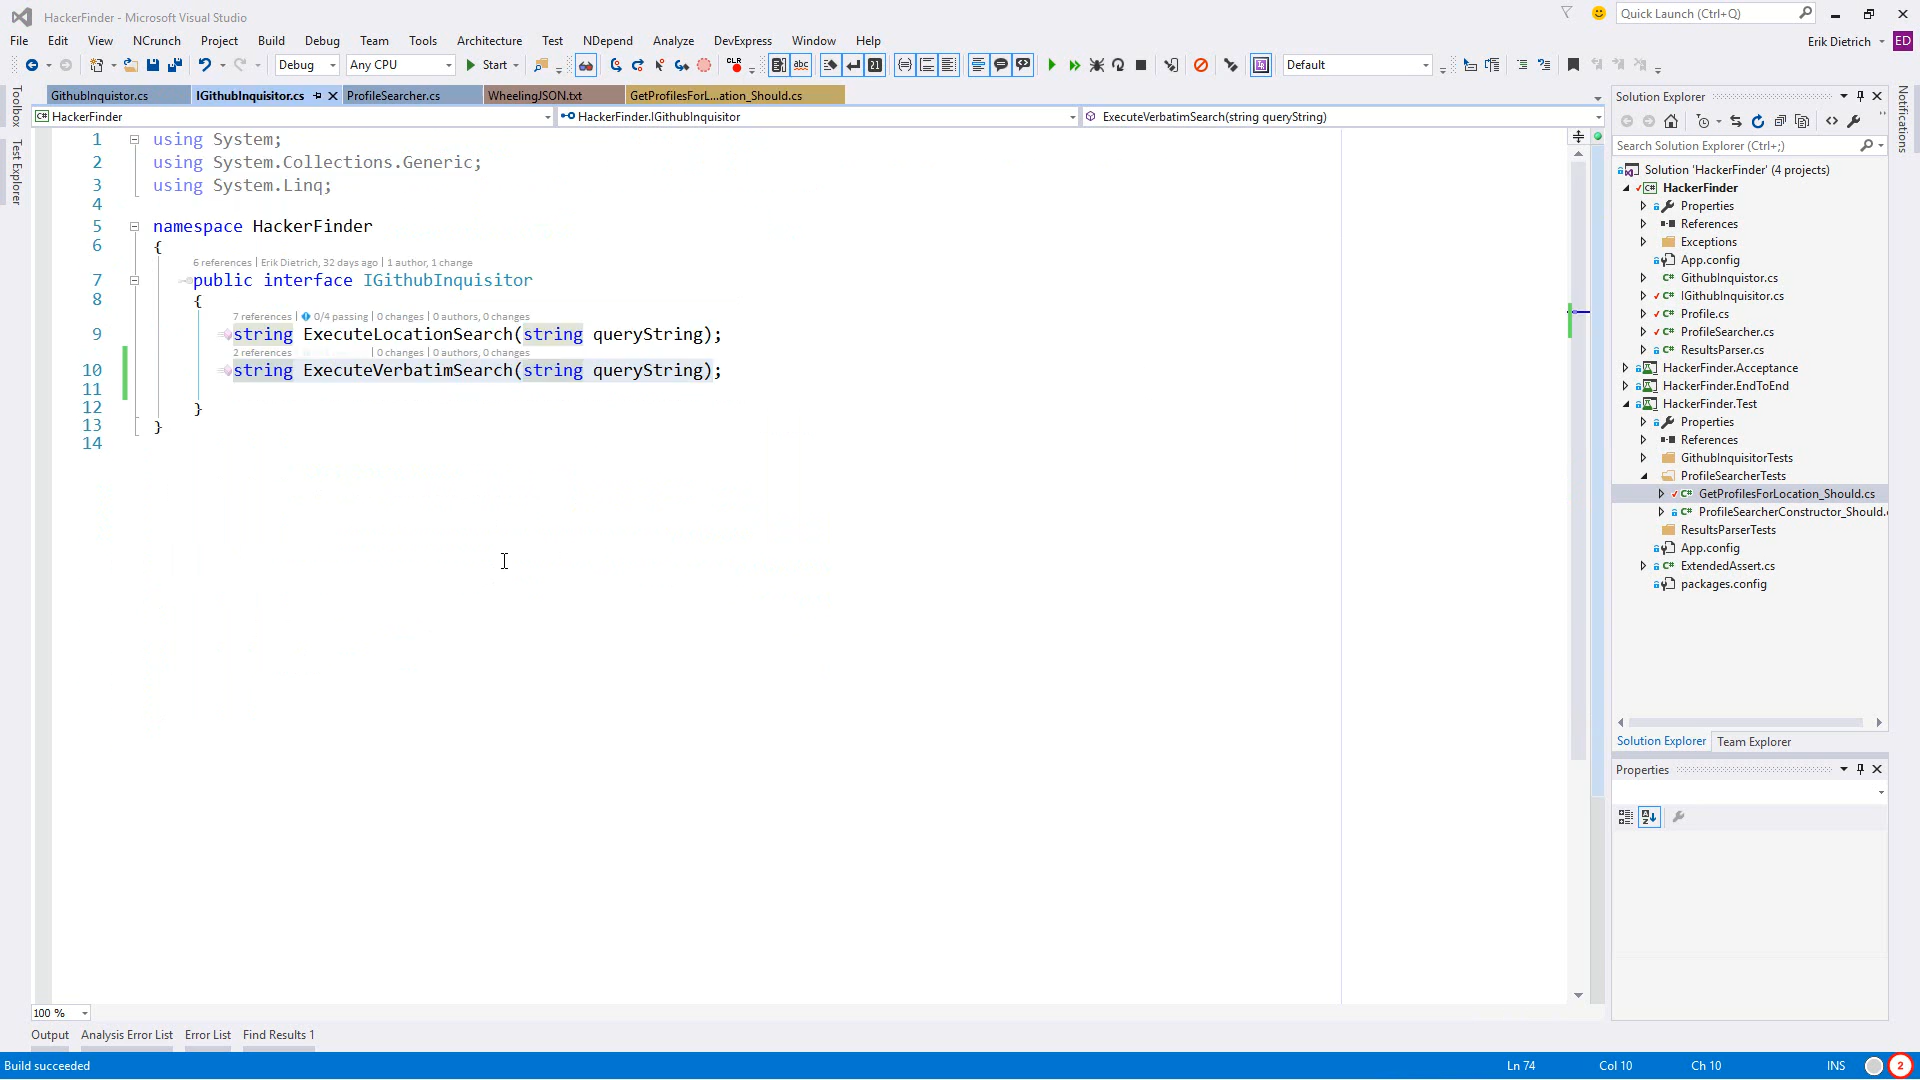 HackerFinder - Microsoft Visual Studio
Quick Launch (Ctrl+Q)
File Edit View NCrunch Project Build Debug Team Tools Architecture Test NDepend Analyze DevExpress Window Help
Erik Dietrich ED
Debug Any CPU Start CLR Default
Toolbox
Test Explorer
GithubInquistor.cs IGithubInquisitor.cs ProfileSearcher.cs WheelingJSON.txt GetProfilesForL...ation_Should.cs
HackerFinder HackerFinder.IGithubInquisitor ExecuteVerbatimSearch(string queryString)
1 using System;
2 using System.Collections.Generic;
3 using System.Linq;
4
5 namespace HackerFinder
6 {
6 references | Erik Dietrich, 32 days ago | 1 author, 1 change
7 public interface IGithubInquisitor
8 {
7 references | 0/4 passing | 0 changes | 0 authors, 0 changes
9 string ExecuteLocationSearch(string queryString);
2 references | 0 changes | 0 authors, 0 changes
10 string ExecuteVerbatimSearch(string queryString);
11
12 }
13 }
14
100 %
Output Analysis Error List Error List Find Results 1
Build succeeded
Ln 74 Col 10 Ch 10 INS 2
Solution Explorer
Search Solution Explorer (Ctrl+;)
Solution 'HackerFinder' (4 projects)
HackerFinder
Properties
References
Exceptions
App.config
GithubInquistor.cs
IGithubInquisitor.cs
Profile.cs
ProfileSearcher.cs
ResultsParser.cs
HackerFinder.Acceptance
HackerFinder.EndToEnd
HackerFinder.Test
Properties
References
GithubInquisitorTests
ProfileSearcherTests
GetProfilesForLocation_Should.cs
ProfileSearcherConstructor_Should.
ResultsParserTests
App.config
ExtendedAssert.cs
packages.config
Solution Explorer Team Explorer
Properties
Notifications